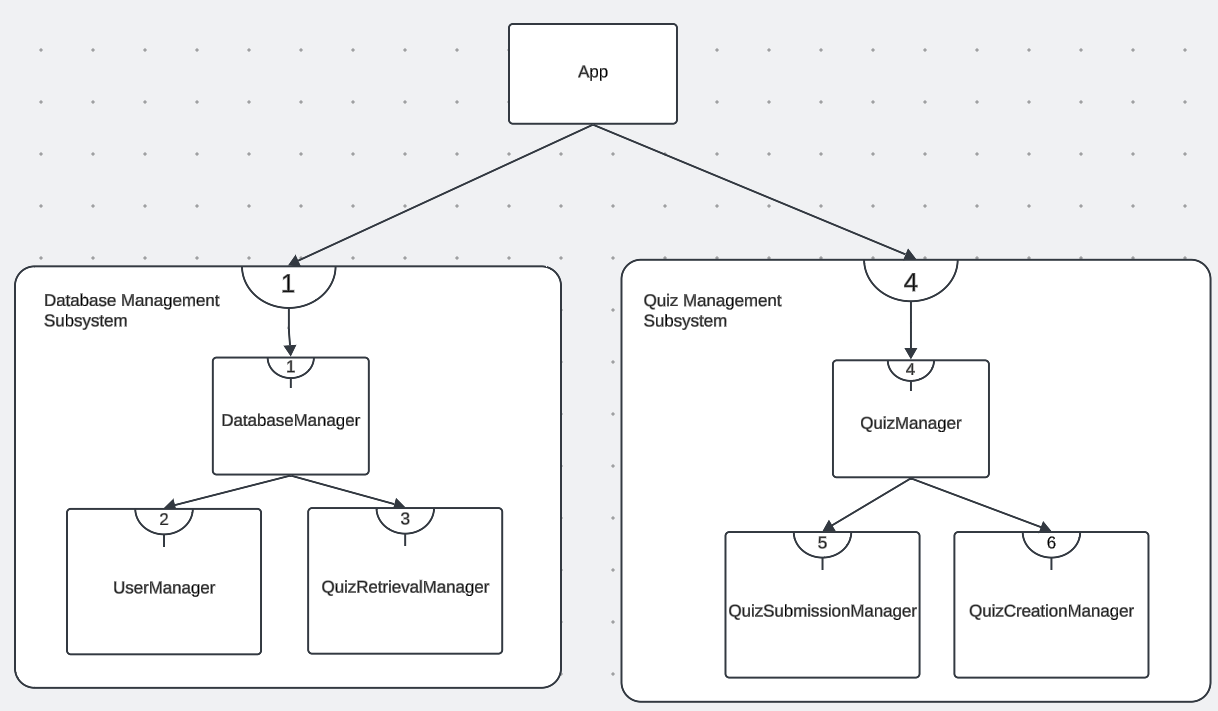 App
1
Database Management
Subsystem
1
DatabaseManager
2
UserManager
3
QuizRetrievalManager
4
Quiz Management
Subsystem
4
QuizManager
5
QuizSubmissionManager
6
QuizCreationManager